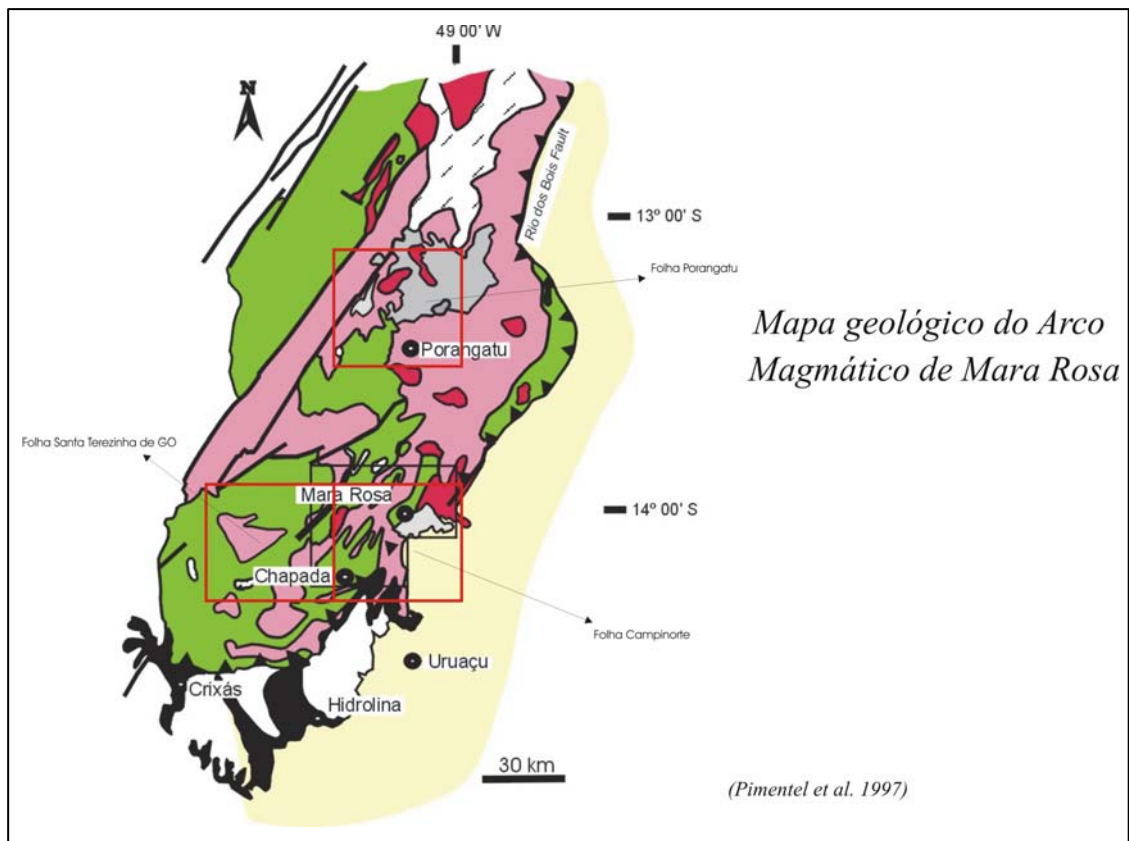 49 00' W
N
Rio dos Bois Fault
13º 00' S
Folha Porangatu
Mapa geológico do Arco
Magmático de Mara Rosa
Porangatu
Folha Santa Terezinha de GO
Mara Rosa
14º 00' S
Chapada
Folha Campinorte
Uruaçu
Crixás
Hidrolina
30 km
(Pimentel et al. 1997)